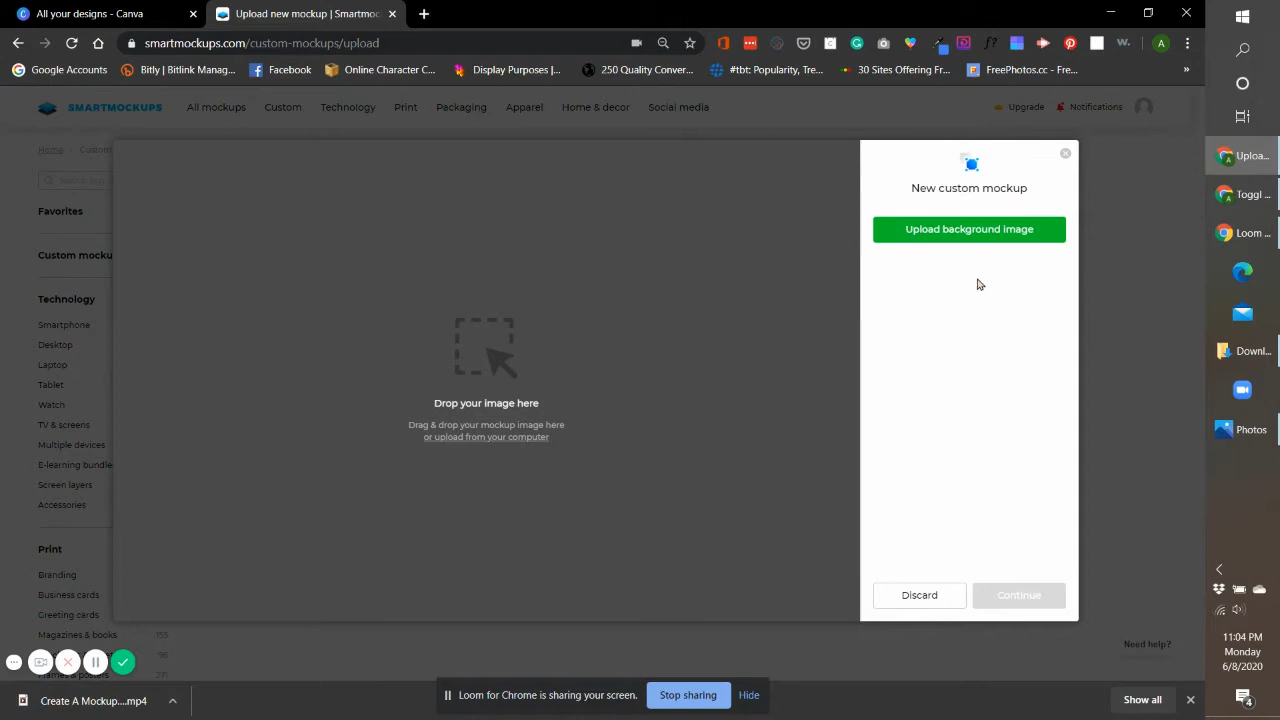 All your designs - Canva
Upload new mockup | Smartmoc
smartmockups.com/custom-mockups/upload
Google Accounts
Bitly | Bitlink Manag...
Facebook
Online Character C...
Display Purposes |...
250 Quality Conver...
#tbt: Popularity, Tre...
30 Sites Offering Fr...
FreePhotos.cc - Fre...
SMARTMOCKUPS
All mockups
Custom
Technology
Print
Packaging
Apparel
Home & decor
Social media
Upgrade
Notifications
Home
Custom
Favorites
Custom mocku
Technology
Smartphone
Desktop
Laptop
Tablet
Watch
TV & screens
Multiple devices
E-learning bundle
Screen layers
Accessories
Print
Branding
Business cards
Greeting cards
Magazines & books 155
Drop your image here
Drag & drop your mockup image here
or upload from your computer
New custom mockup
Upload background image
Discard
Continue
Need help?
Loom for Chrome is sharing your screen.
Stop sharing
Hide
Create A Mockup....mp4
Show all
Uploa...
Toggl ...
Loom ...
Downl...
Photos
11:04 PM
Monday
6/8/2020
4